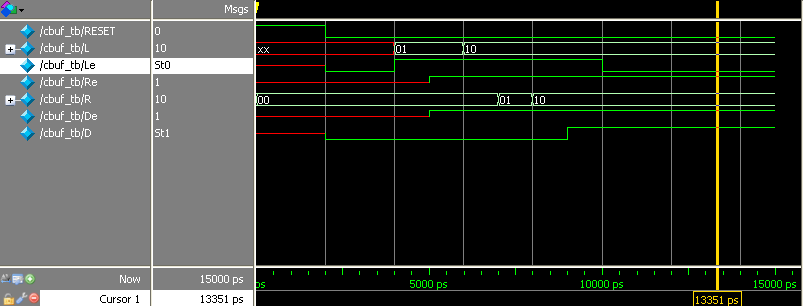 Msgs
/cbuf_tb/RESET 0
/cbuf_tb/L 10 xx 01 10
/cbuf_tb/Le St0
/cbuf_tb/Re 1
/cbuf_tb/R 10 00 01 10
/cbuf_tb/De 1
/cbuf_tb/D St1
Now 15000 ps ps 5000 ps 10000 ps 15000 ps
Cursor 1 13351 ps 13351 ps